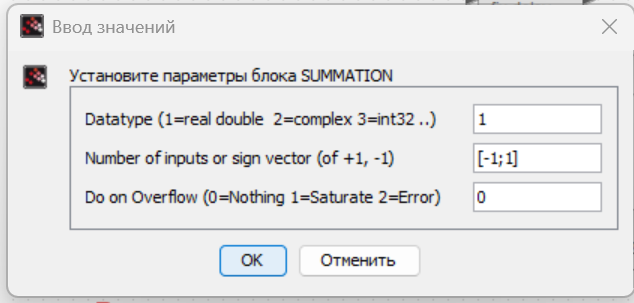 Ввод значений
Установите параметры блока SUMMATION
Datatype (1=real double  2=complex 3=int32 ..)
1
Number of inputs or sign vector (of +1, -1)
[-1;1]
Do on Overflow (0=Nothing 1=Saturate 2=Error)
0
OK
Отменить